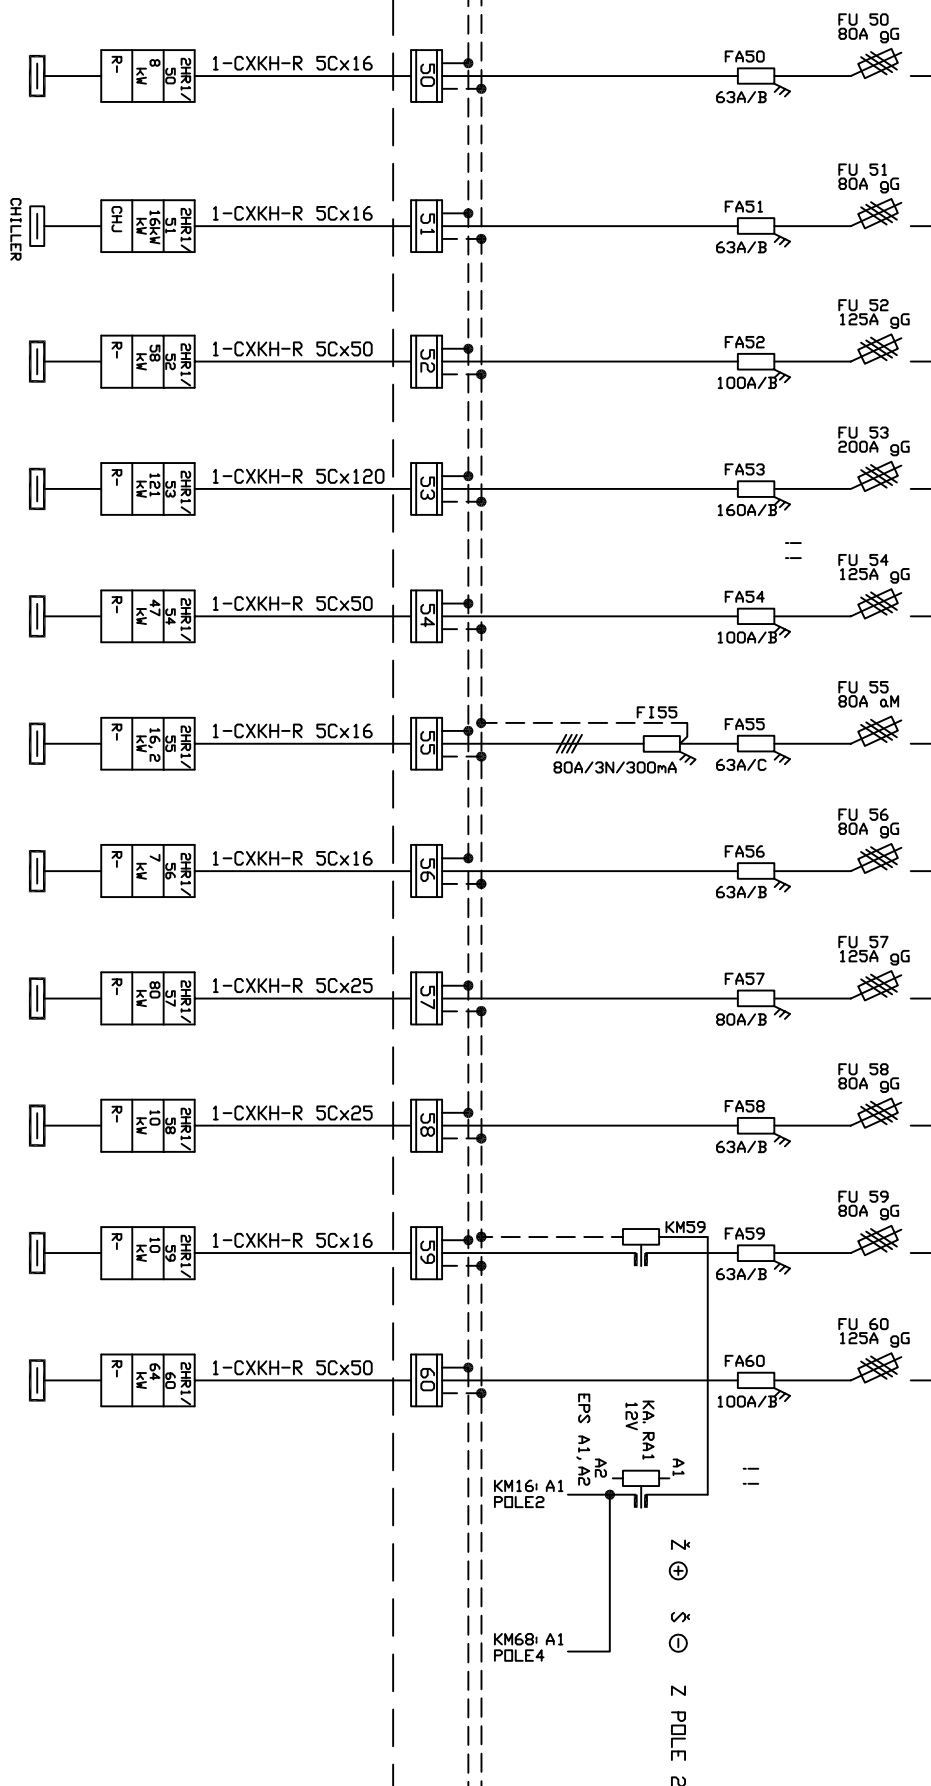 FU 50
80A gG
FA50
63A/B
1-CXKH-R 5Cx16
50
2HR1/
50
8
kW
R-
FU 51
80A gG
FA51
63A/B
1-CXKH-R 5Cx16
51
2HR1/
51
16kW
kW
CHJ
CHILLER
FU 52
125A gG
FA52
100A/B
1-CXKH-R 5Cx50
52
2HR1/
52
58
kW
R-
FU 53
200A gG
FA53
160A/B
1-CXKH-R 5Cx120
53
2HR1/
53
121
kW
R-
FU 54
125A gG
FA54
100A/B
1-CXKH-R 5Cx50
54
2HR1/
54
47
kW
R-
FU 55
80A aM
FI55
FA55
80A/3N/300mA
63A/C
1-CXKH-R 5Cx16
55
2HR1/
55
16,2
kW
R-
FU 56
80A gG
FA56
63A/B
1-CXKH-R 5Cx16
56
2HR1/
56
7
kW
R-
FU 57
125A gG
FA57
80A/B
1-CXKH-R 5Cx25
57
2HR1/
57
80
kW
R-
FU 58
80A gG
FA58
63A/B
1-CXKH-R 5Cx25
58
2HR1/
58
10
kW
R-
FU 59
80A gG
KM59
FA59
63A/B
1-CXKH-R 5Cx16
59
2HR1/
59
10
kW
R-
FU 60
125A gG
FA60
100A/B
1-CXKH-R 5Cx50
60
2HR1/
60
64
kW
R-
KA, RA1
12V
EPS A1, A2
A2
A1
KM16: A1
POLE2
KM68: A1
POLE4
Ž + Š - Z POLE 2